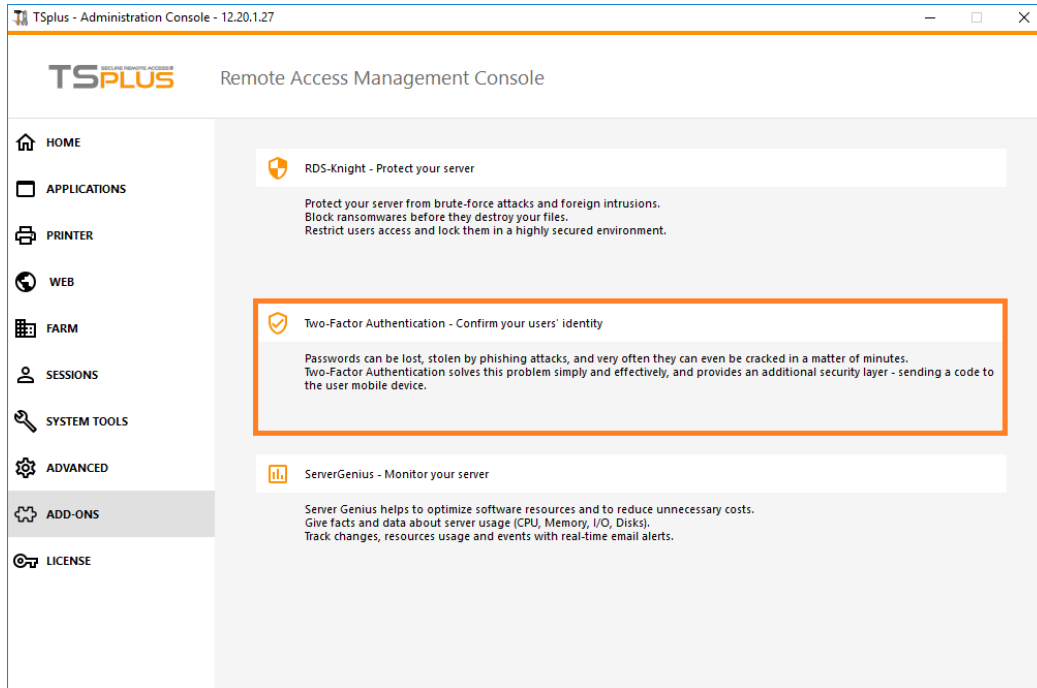 TSplus - Administration Console - 12.20.1.27
SECURE REMOTE ACCESS®
TSPLUS
Remote Access Management Console
HOME
APPLICATIONS
PRINTER
WEB
FARM
SESSIONS
SYSTEM TOOLS
ADVANCED
ADD-ONS
LICENSE
RDS-Knight - Protect your server
Protect your server from brute-force attacks and foreign intrusions.
Block ransomwares before they destroy your files.
Restrict users access and lock them in a highly secured environment.
Two-Factor Authentication - Confirm your users' identity
Passwords can be lost, stolen by phishing attacks, and very often they can even be cracked in a matter of minutes.
Two-Factor Authentication solves this problem simply and effectively, and provides an additional security layer - sending a code to
the user mobile device.
ServerGenius - Monitor your server
Server Genius helps to optimize software resources and to reduce unnecessary costs.
Give facts and data about server usage (CPU, Memory, I/O, Disks).
Track changes, resources usage and events with real-time email alerts.